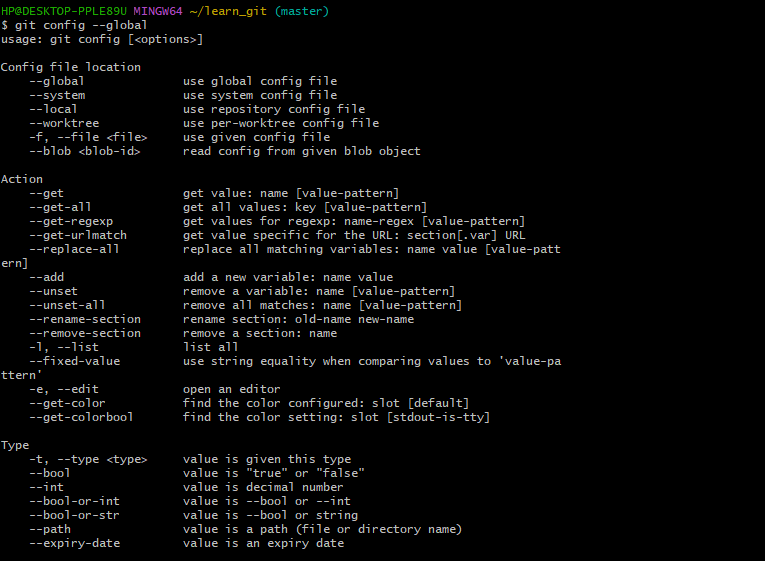 HP@DESKTOP-PPLE89U MINGW64 ~/learn_git (master)
$ git config --global
usage: git config [<options>]

Config file location
    --global              use global config file
    --system              use system config file
    --local               use repository config file
    --worktree            use per-worktree config file
    -f, --file <file>     use given config file
    --blob <blob-id>      read config from given blob object

Action
    --get                 get value: name [value-pattern]
    --get-all             get all values: key [value-pattern]
    --get-regexp          get values for regexp: name-regex [value-pattern]
    --get-urlmatch        get value specific for the URL: section[.var] URL
    --replace-all         replace all matching variables: name value [value-patt
ern]
    --add                 add a new variable: name value
    --unset               remove a variable: name [value-pattern]
    --unset-all           remove all matches: name [value-pattern]
    --rename-section      rename section: old-name new-name
    --remove-section      remove a section: name
    -l, --list            list all
    --fixed-value         use string equality when comparing values to 'value-pa
ttern'
    -e, --edit            open an editor
    --get-color           find the color configured: slot [default]
    --get-colorbool       find the color setting: slot [stdout-is-tty]

Type
    -t, --type <type>     value is given this type
    --bool                value is "true" or "false"
    --int                 value is decimal number
    --bool-or-int         value is --bool or --int
    --bool-or-str         value is --bool or string
    --path                value is a path (file or directory name)
    --expiry-date         value is an expiry date